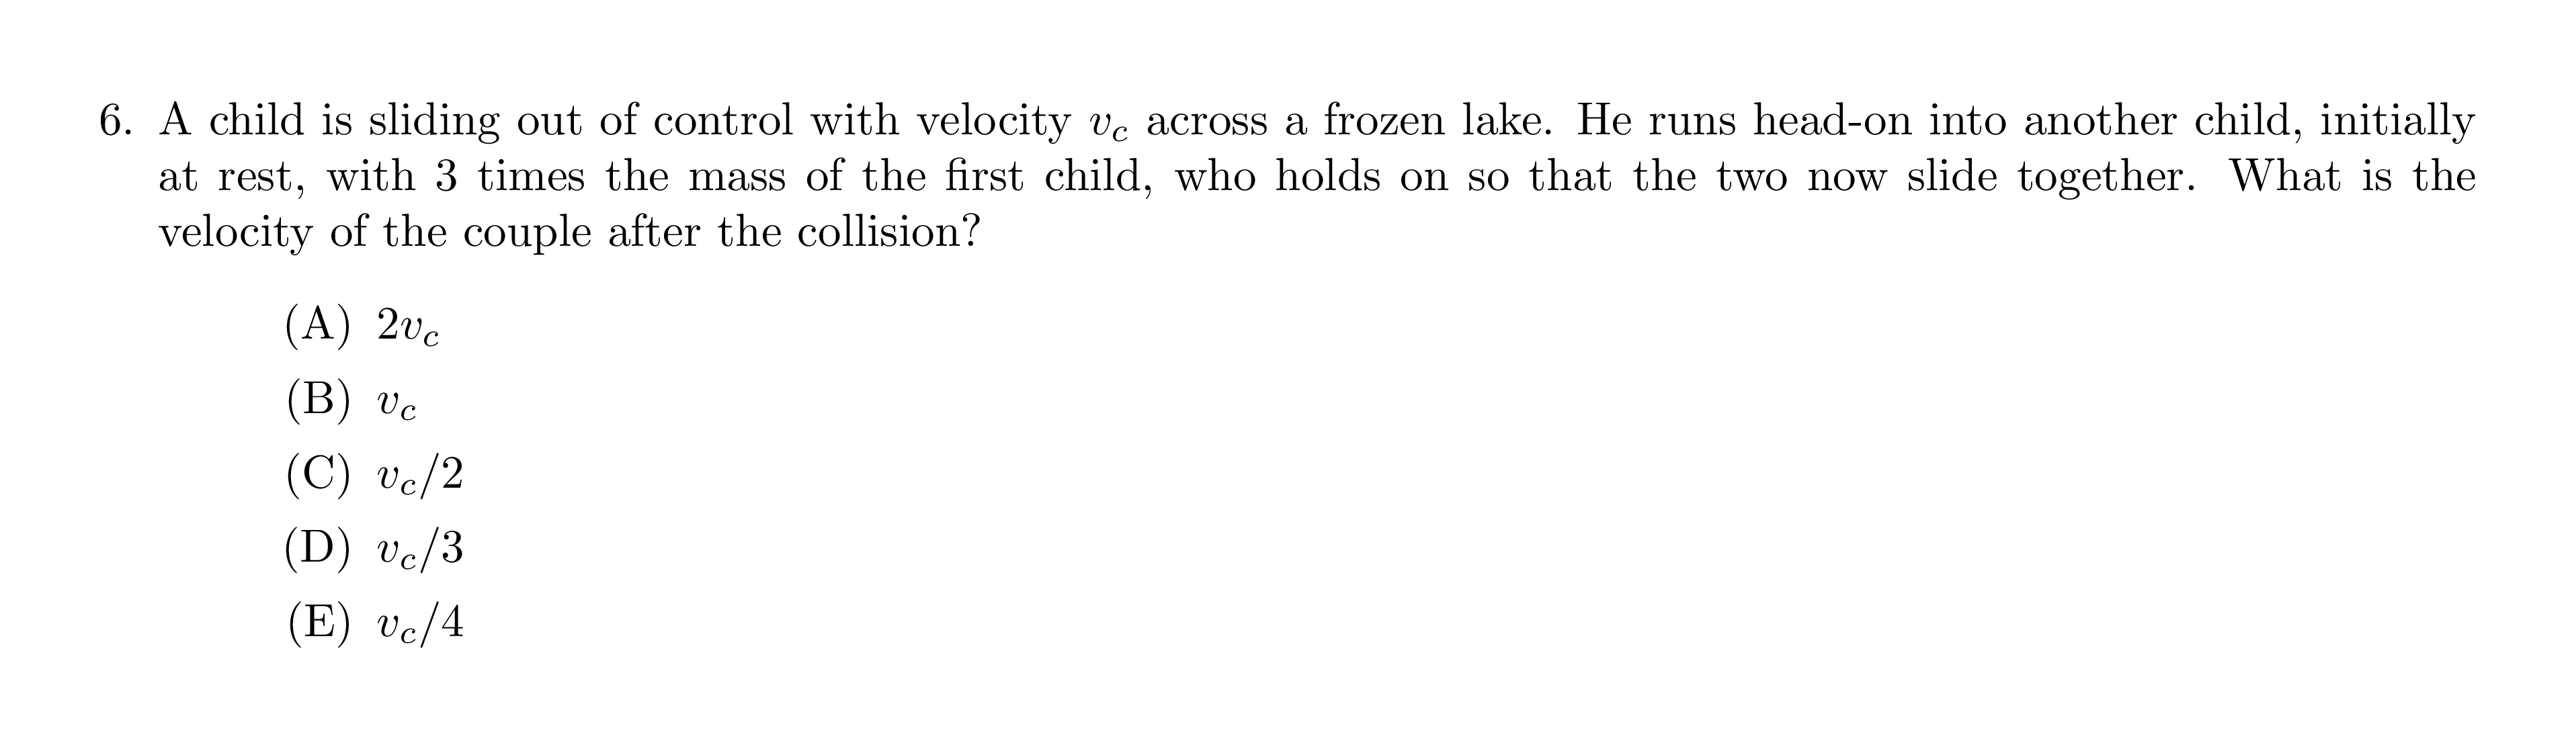 6. A child is sliding out of control with velocity v_c across a frozen lake. He runs head-on into another child, initially
at rest, with 3 times the mass of the first child, who holds on so that the two now slide together. What is the
velocity of the couple after the collision?
(A) 2v_c
(B) v_c
(C) v_c/2
(D) v_c/3
(E) v_c/4